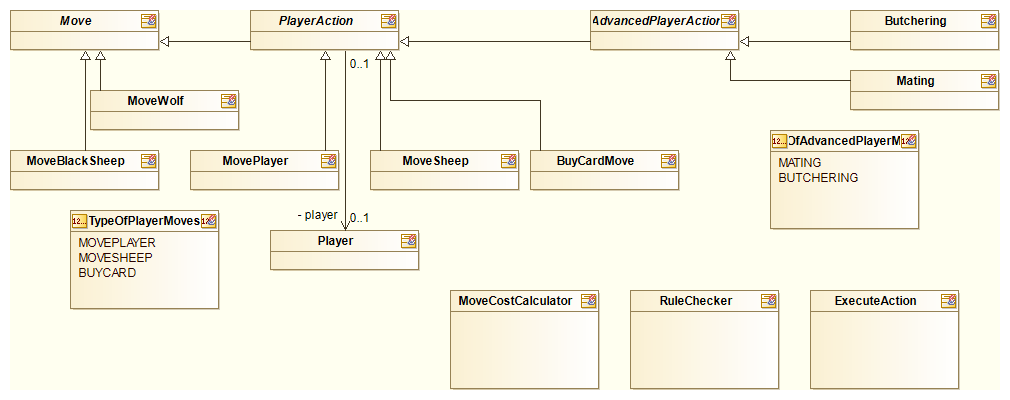 Move
PlayerAction
AdvancedPlayerAction
Butchering
0..1
Mating
MoveWolf
MoveBlackSheep
MovePlayer
MoveSheep
BuyCardMove
OfAdvancedPlayerM
MATING
BUTCHERING
TypeOfPlayerMoves
MOVEPLAYER
MOVESHEEP
BUYCARD
- player
0..1
Player
MoveCostCalculator
RuleChecker
ExecuteAction